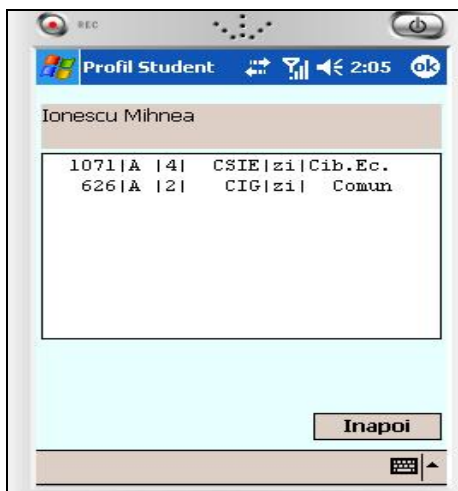 REC
Profil Student 2:05 ok
Ionescu Mihnea
1071|A |4| CSIE|zi|Cib.Ec.
626|A |2| CIG|zi| Comun
Inapoi